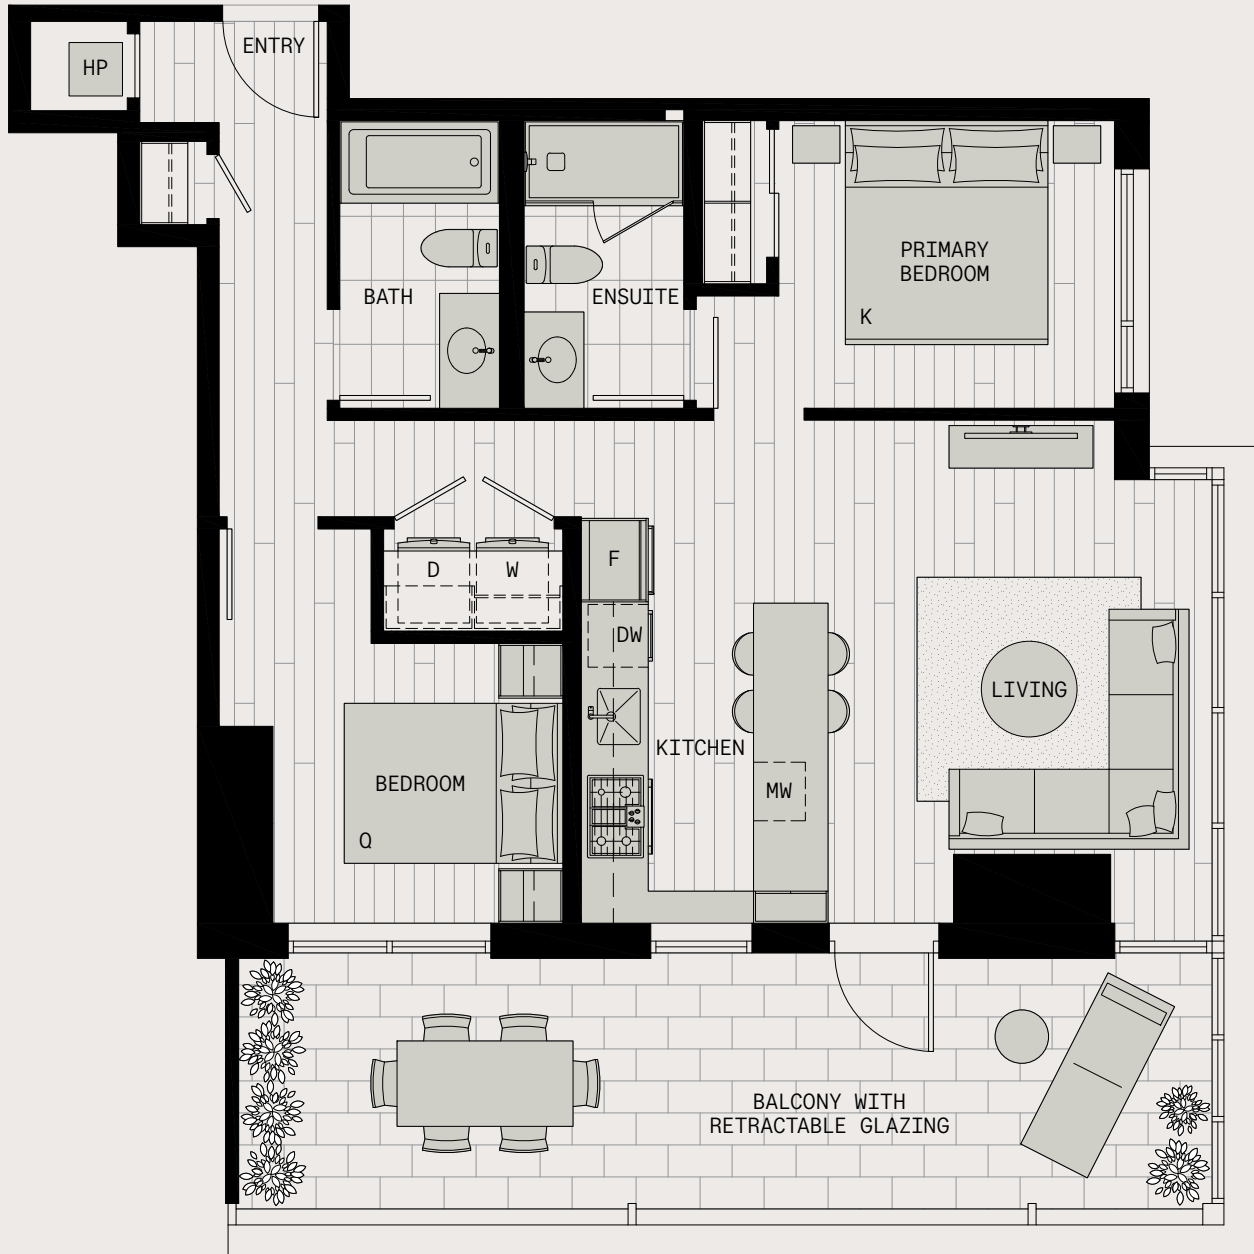 ENTRY
HP
PRIMARY
BEDROOM
K
BATH
ENSUITE
F
D
W
DW
LIVING
KITCHEN
BEDROOM
MW
Q
BALCONY WITH
RETRACTABLE GLAZING